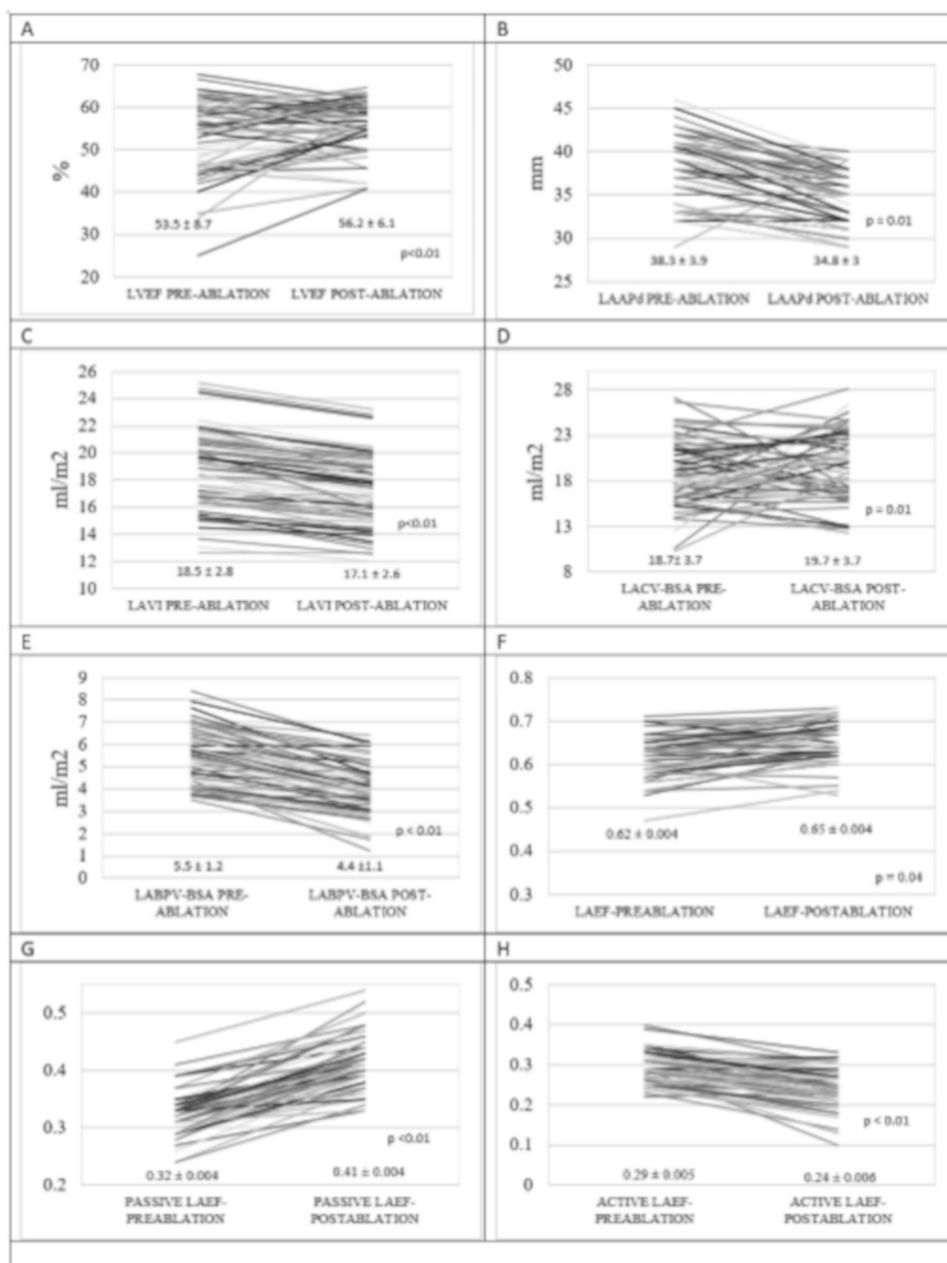 A
70
60
50
40
30
20
%
53.5 ± 8.7
56.2 ± 6.1
p<0.01
LVEF PRE-ABLATION
LVEF POST-ABLATION
B
50
45
40
35
30
25
mm
p = 0.01
38.3 ± 3.9
34.8 ± 3
LAAPd PRE-ABLATION
LAAPd POST-ABLATION
C
26
24
22
20
18
16
14
12
10
ml/m2
p<0.01
18.5 ± 2.8
17.1 ± 2.6
LAVI PRE-ABLATION
LAVI POST-ABLATION
D
28
23
18
13
8
ml/m2
p = 0.01
18.7± 3.7
19.7 ± 3.7
LACV-BSA PRE-
ABLATION
LACV-BSA POST-
ABLATION
E
9
8
7
6
5
4
3
2
1
0
ml/m2
p < 0.01
5.5 ± 1.2
4.4 ±1.1
LABPV-BSA PRE-
ABLATION
LABPV-BSA POST-
ABLATION
F
0.8
0.7
0.6
0.5
0.4
0.3
0.62 ± 0.004
0.65 ± 0.004
p = 0.04
LAEF-PREABLATION
LAEF-POSTABLATION
G
0.5
0.4
0.3
0.2
p <0.01
0.32 ± 0.004
0.41 ± 0.004
PASSIVE LAEF-
PREABLATION
PASSIVE LAEF-
POSTABLATION
H
0.5
0.4
0.3
0.2
0.1
0
p < 0.01
0.29 ± 0.005
0.24 ± 0.006
ACTIVE LAEF-
PREABLATION
ACTIVE LAEF-
POSTABLATION